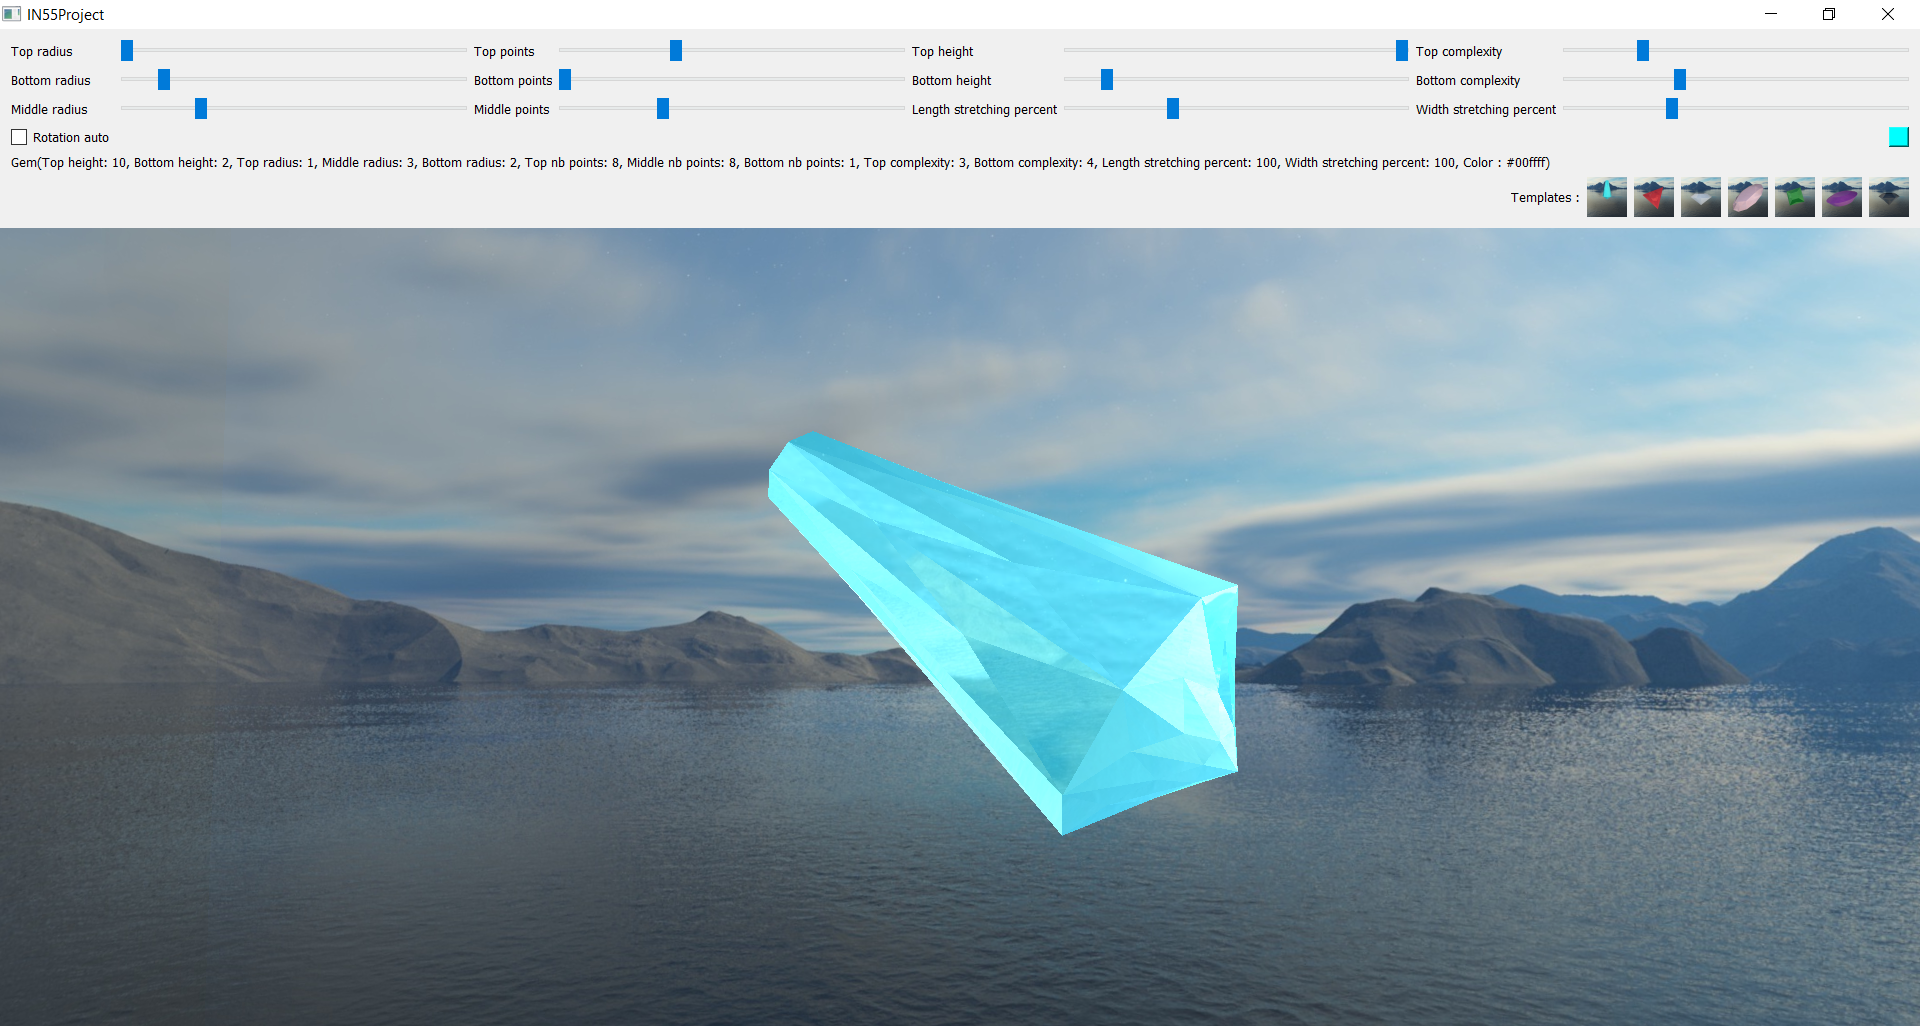 IN55Project
Top radius Top points Top height Top complexity
Bottom radius Bottom points Bottom height Bottom complexity
Middle radius Middle points Length stretching percent Width stretching percent
Rotation auto
Gem(Top height: 10, Bottom height: 2, Top radius: 1, Middle radius: 3, Bottom radius: 2, Top nb points: 8, Middle nb points: 8, Bottom nb points: 1, Top complexity: 3, Bottom complexity: 4, Length stretching percent: 100, Width stretching percent: 100, Color : #00ffff)
Templates :